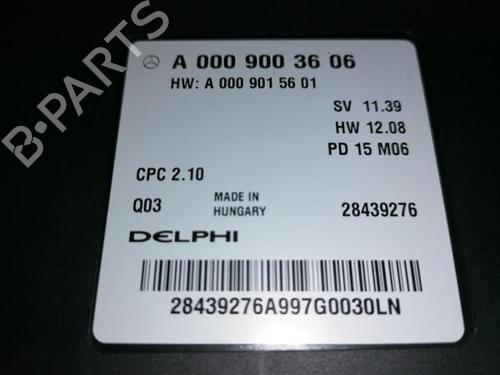 A 000 900 36 06
HW: A 000 901 56 01
SV 11.39
HW 12.08
PD 15 M06
CPC 2.10
Q03
MADE IN
HUNGARY
28439276
DELPHI
28439276A997G0030LN
B-PARTS